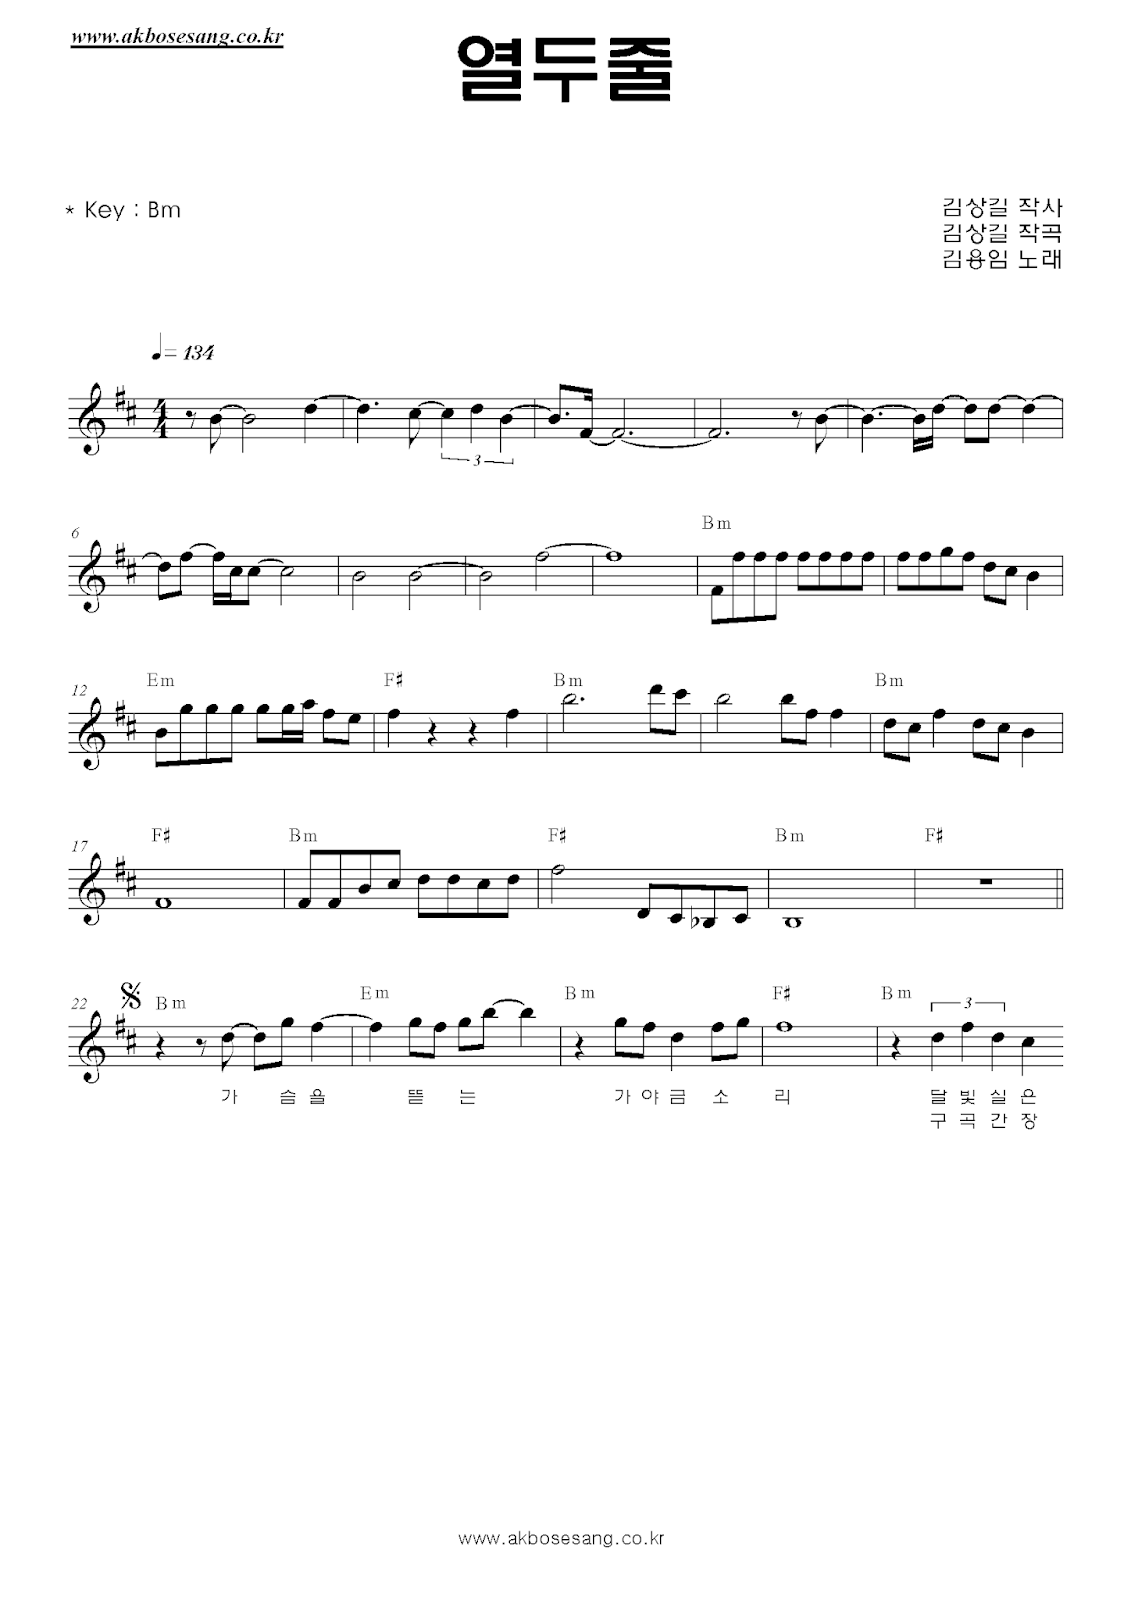 www.akbosesang.co.kr
열두줄
* Key : Bm
김상길 작사
김상길 작곡
김용임 노래
♩= 134
4/4
3
6
Bm
12
Em F♯ Bm Bm
17
F♯ Bm F♯ Bm F♯
22
Bm Em Bm F♯ Bm 3
가 슴 을 뜯 는 가 야 금 소 리 달 빛 실 은
구 곡 간 장
www.akbosesang.co.kr